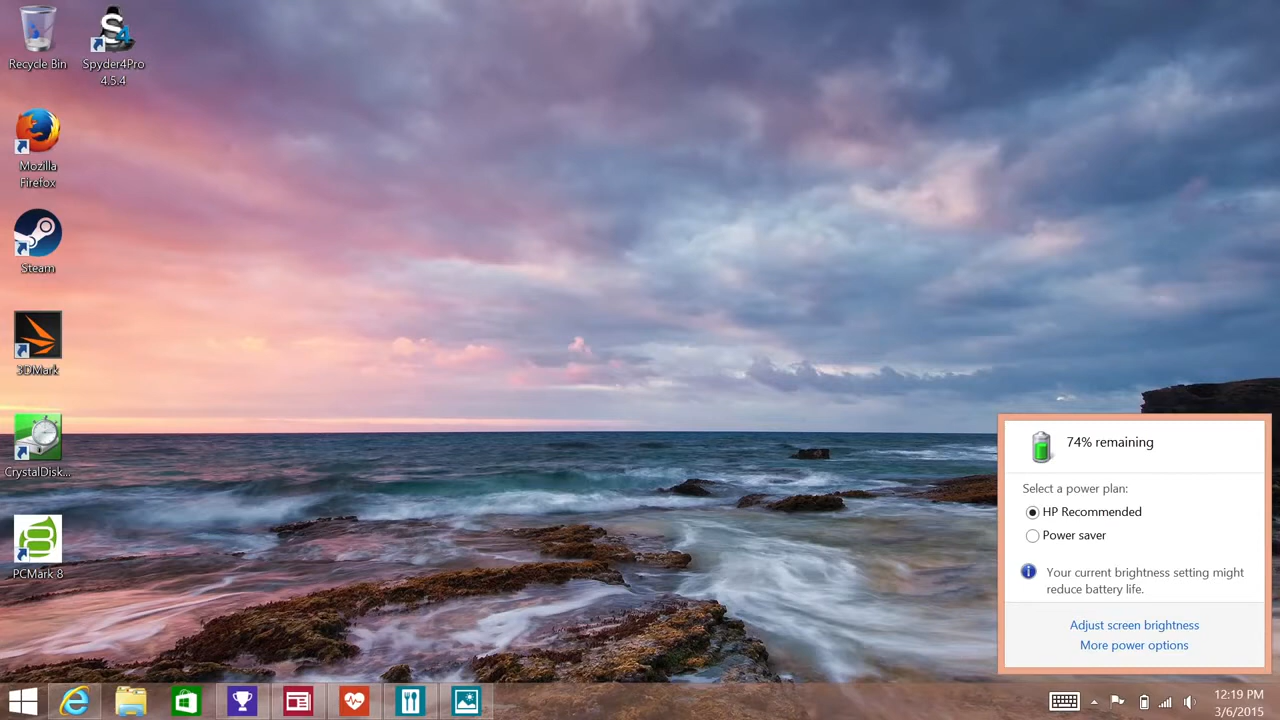 Recycle Bin
Spyder4Pro
4.5.4
Mozilla
Firefox
Steam
3DMark
CrystalDisk...
PCMark 8
74% remaining
Select a power plan:
HP Recommended
Power saver
Your current brightness setting might
reduce battery life.
Adjust screen brightness
More power options
12:19 PM
3/6/2015